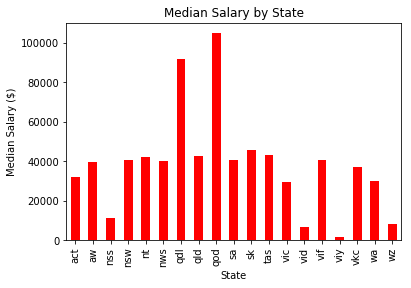 Median Salary by State
Median Salary ($)
100000
80000
60000
40000
20000
0
act aw nss nsw nt nws qdll qld qod sa sk tas vic vid vif viy vkc wa wz
State